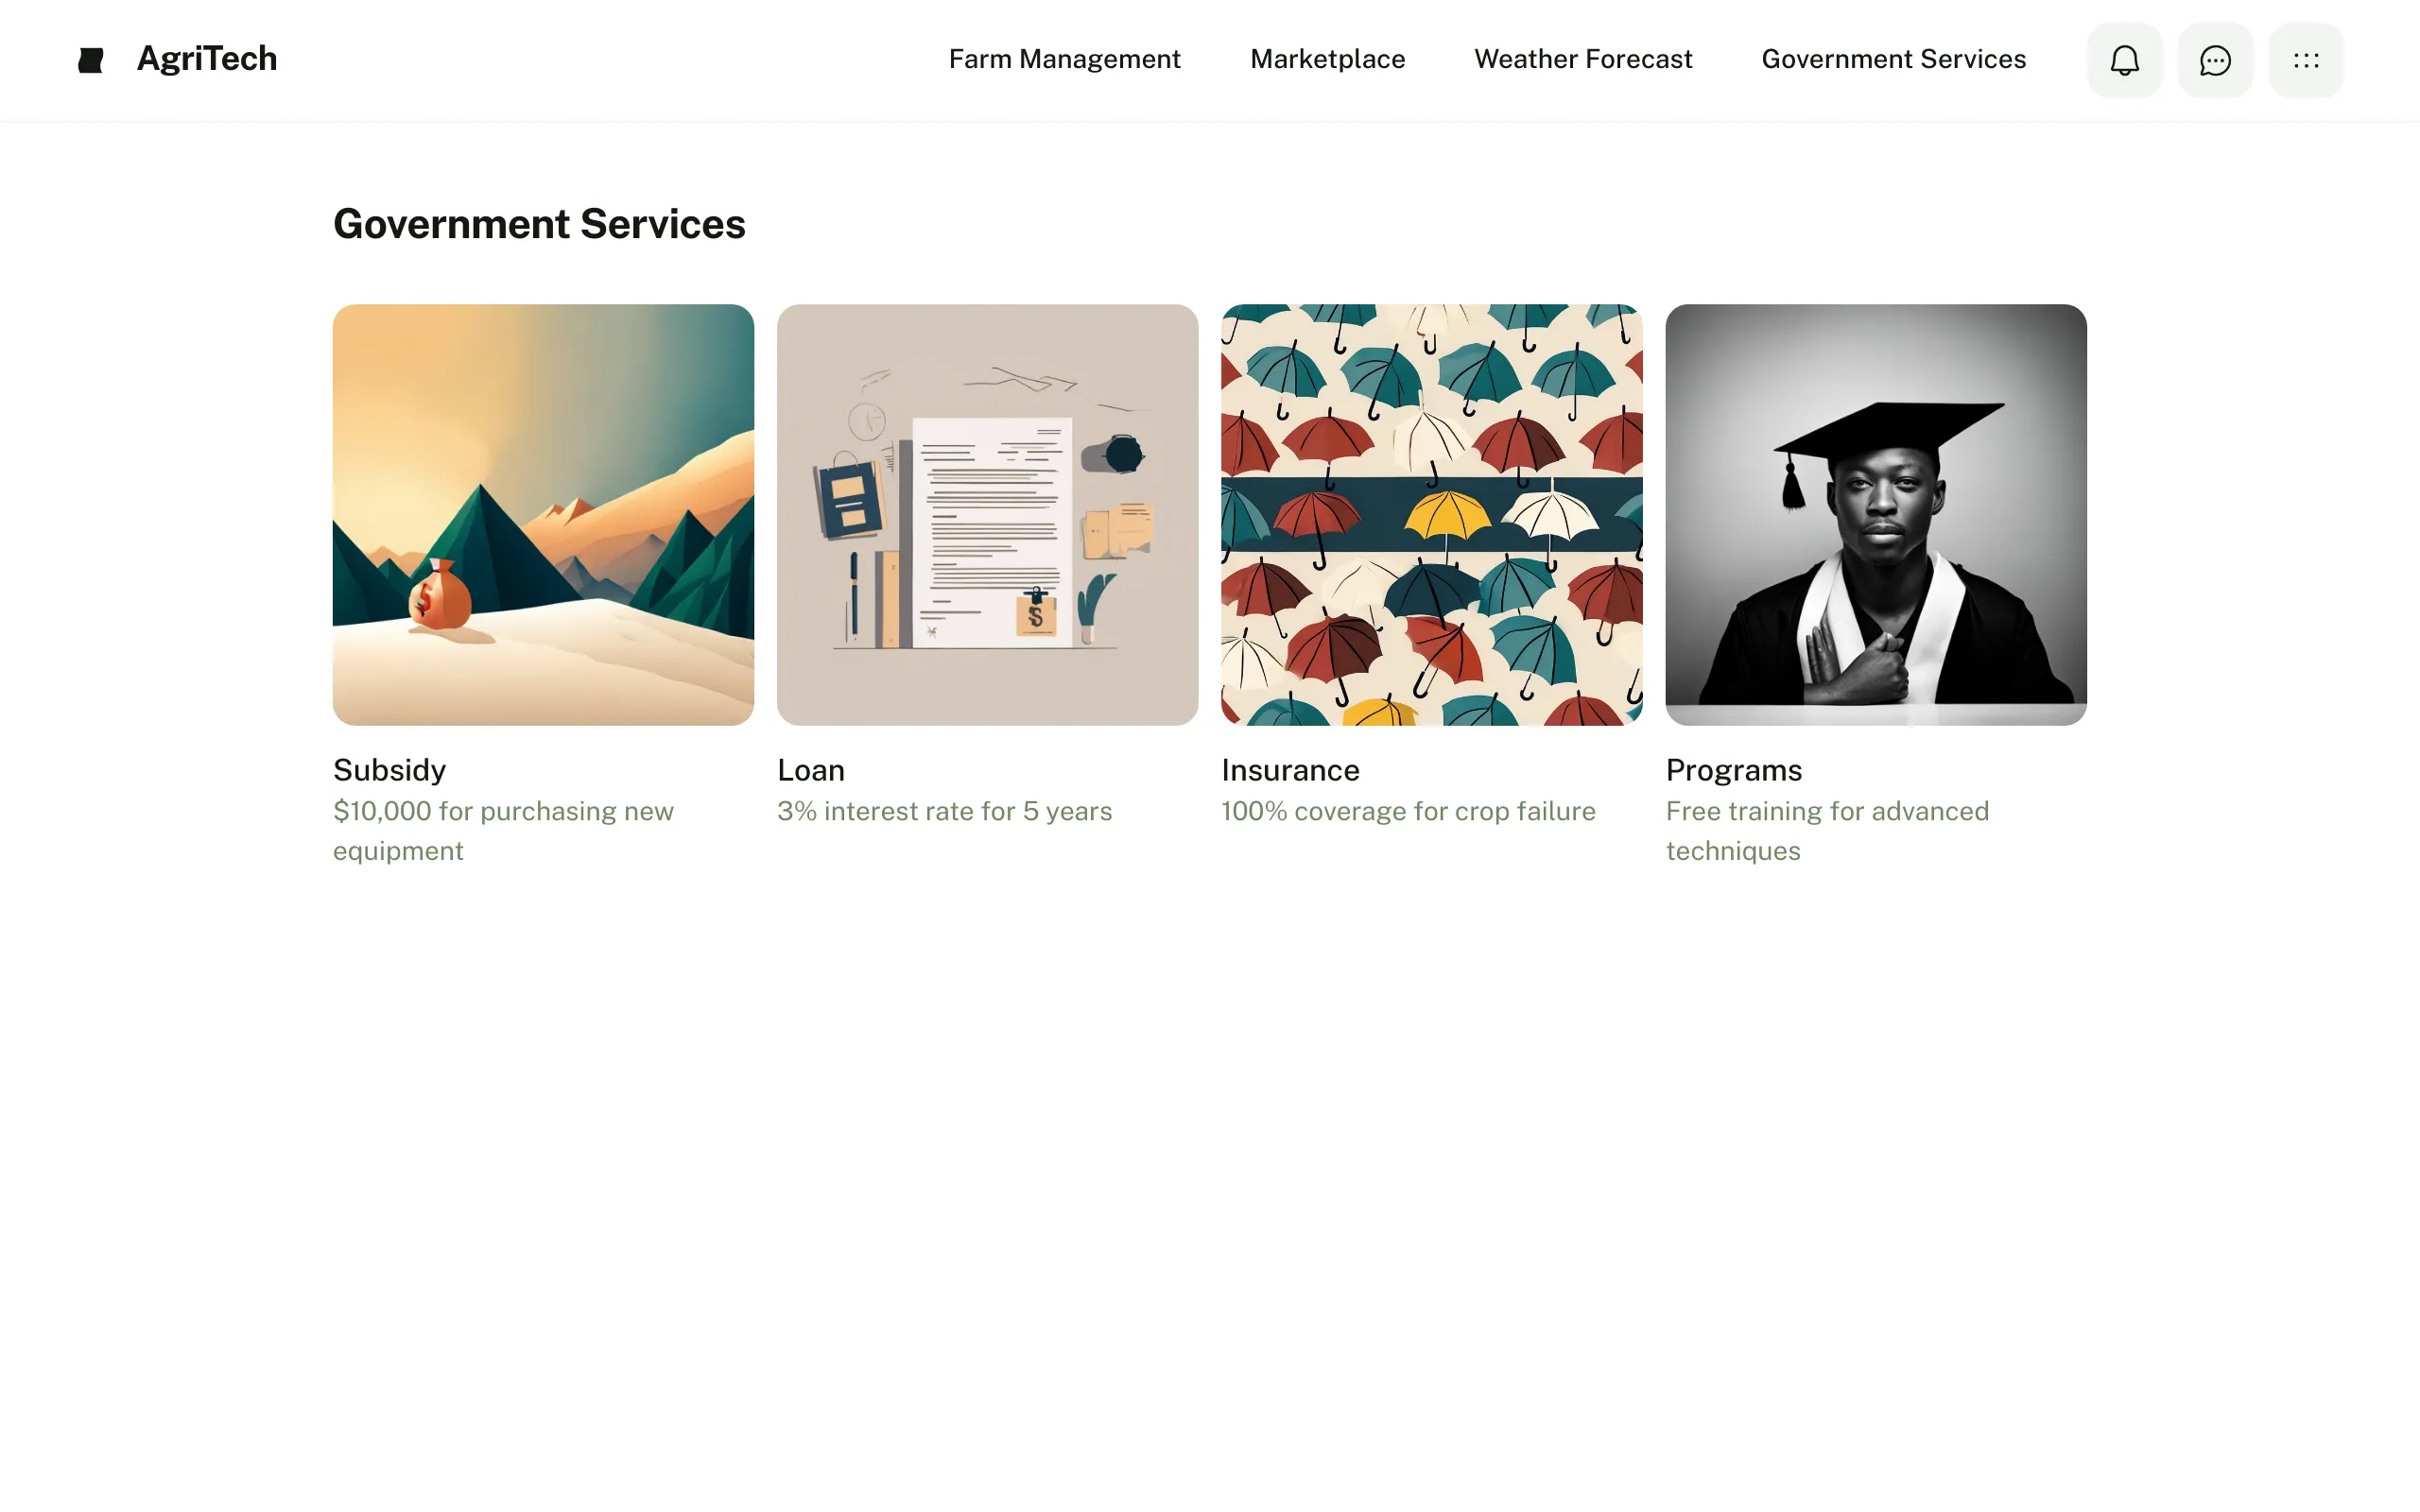 AgriTech
Farm Management
Marketplace
Weather Forecast
Government Services
Government Services
Subsidy
$10,000 for purchasing new
equipment
Loan
3% interest rate for 5 years
Insurance
100% coverage for crop failure
Programs
Free training for advanced
techniques